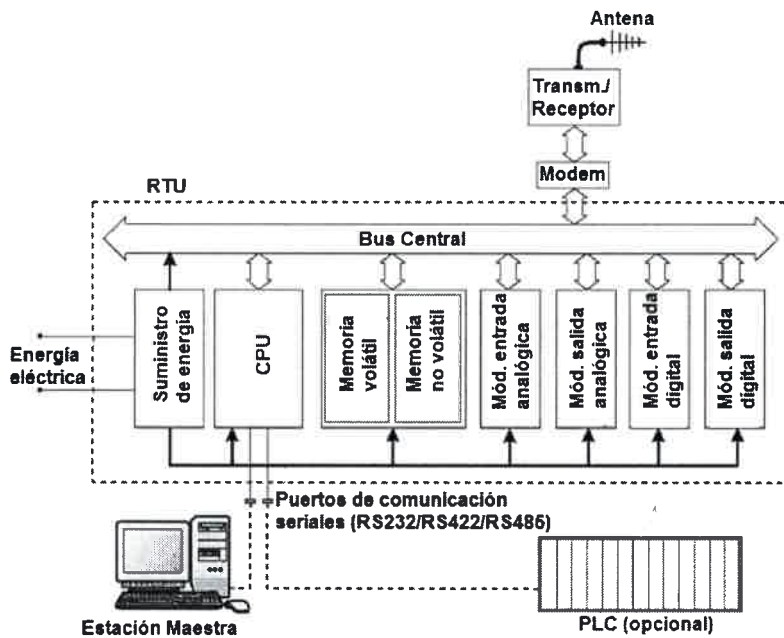 Antena
Transm./
Receptor
Modem
RTU
Bus Central
Energía
eléctrica
Suministro
de energía
CPU
Memoria
volátil
Memoria
no volátil
Mód. entrada
analógica
Mód. salida
analógica
Mód. entrada
digital
Mód. salida
digital
Puertos de comunicación
seriales (RS232/RS422/RS485)
Estación Maestra
PLC (opcional)